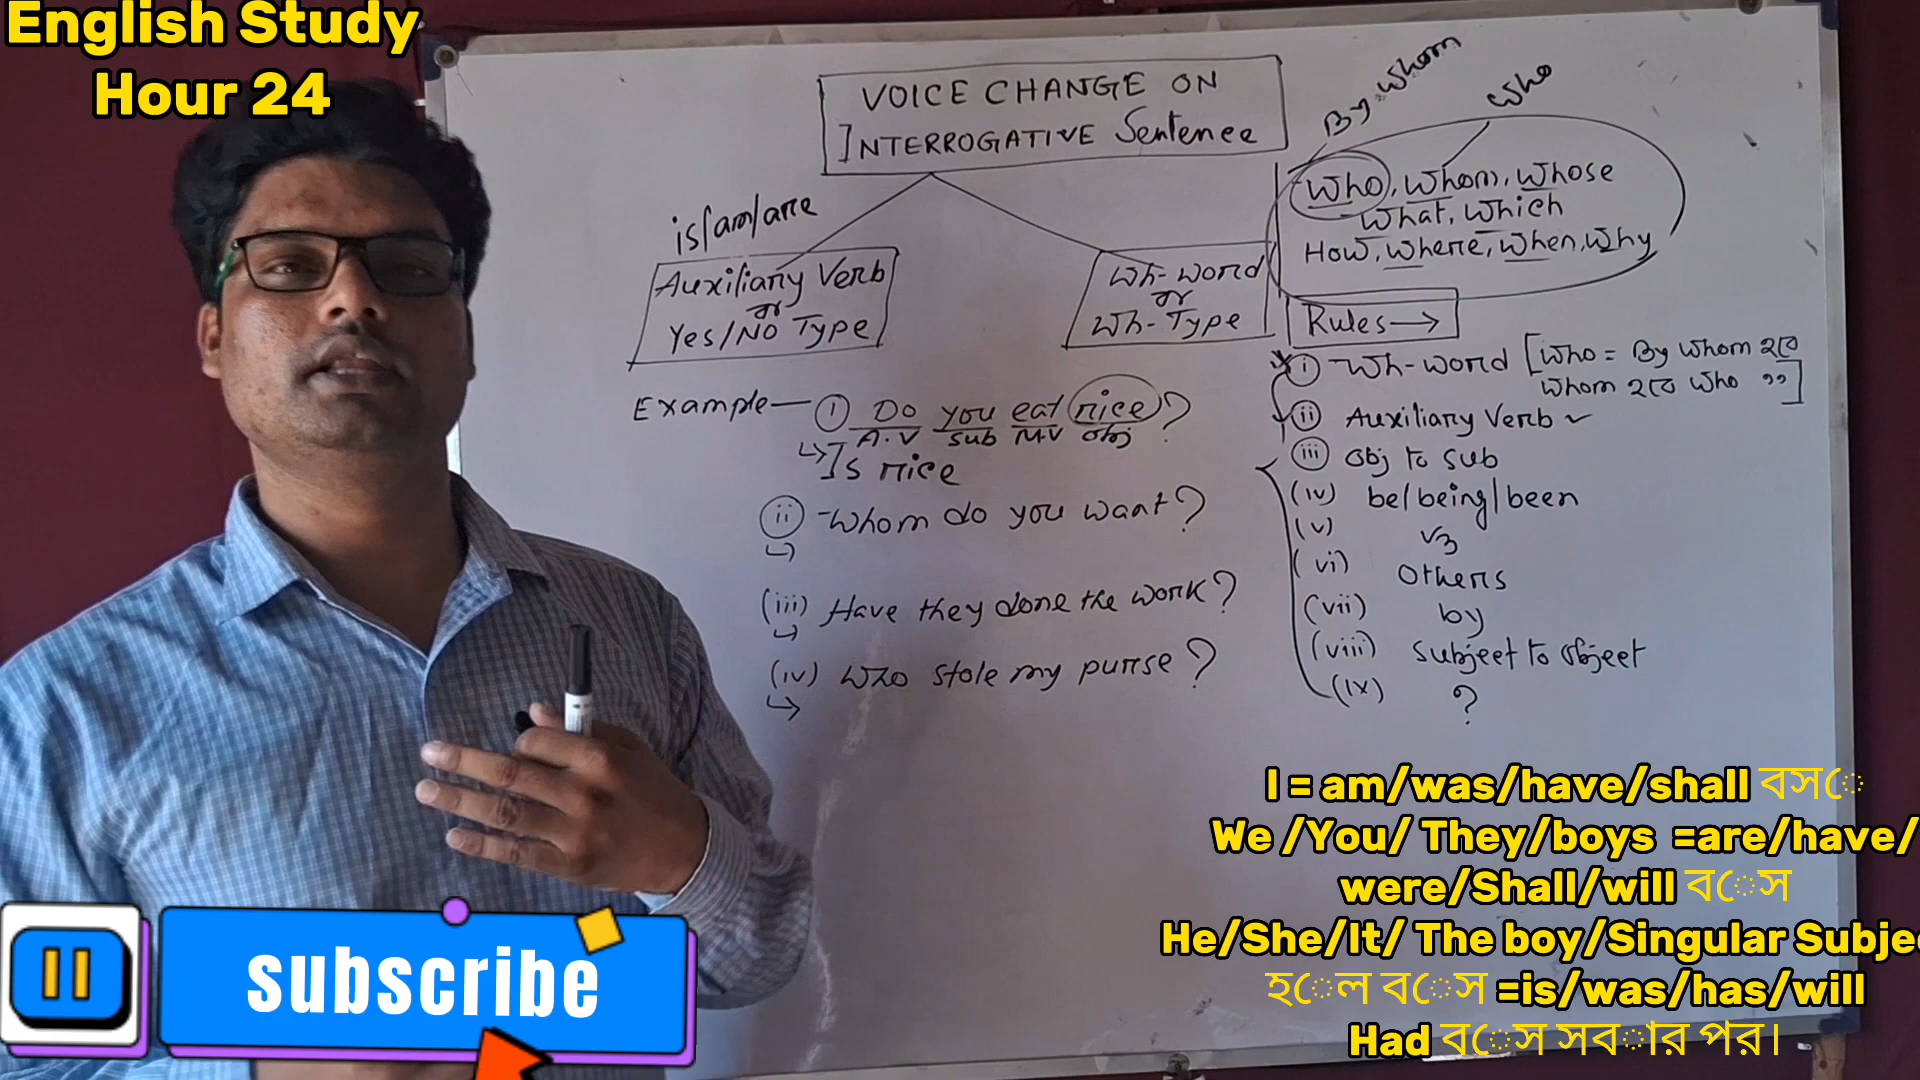 English Study
Hour 24
VOICE CHANGE ON
INTERROGATIVE Sentence
is/am/are
Auxiliary Verb
or
Yes/No Type
Wh-word
or
Wh-Type
By whom
who
Who, Whom, Whose
What, Which
How, Where, When, Why
Rules→
(i) Wh-word [Who = By whom হবে
Whom হবে Who ”]
(ii) Auxiliary Verb ✓
(iii) Obj to sub
(iv) be/being/been
(v) V3
(vi) Others
(vii) by
(viii) Subject to Object
(ix) ?
Example— (i) Do you eat rice?
A.V Sub M.V Obj
↳ Is rice
(ii) Whom do you want?
↳
(iii) Have they done the work?
↳
(iv) Who stole my purse?
↳
I = am/was/have/shall বসে
We /You/ They/boys =are/have/
were/Shall/will বেস
He/She/It/ The boy/Singular Subje
হেল বেস =is/was/has/will
Had বেস সবার পর।
subscribe